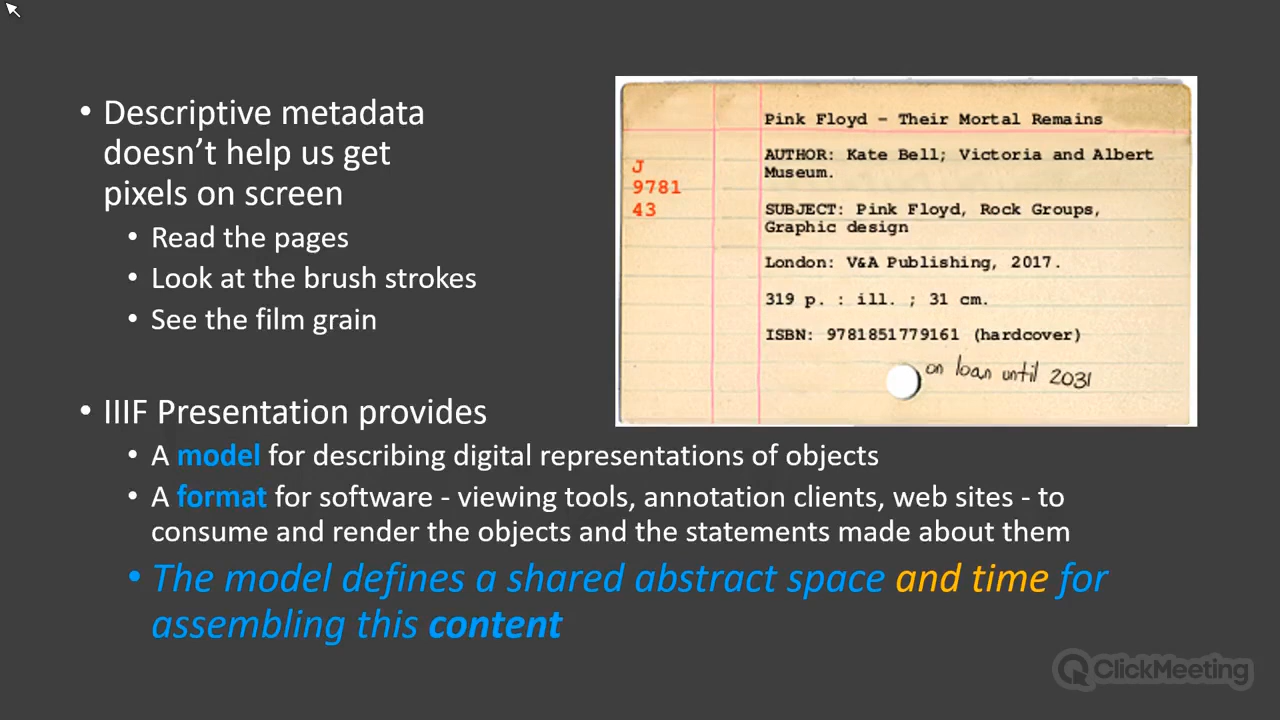 • Descriptive metadata
doesn’t help us get
pixels on screen
• Read the pages
• Look at the brush strokes
• See the film grain
Pink Floyd – Their Mortal Remains
J
9781
43
AUTHOR: Kate Bell; Victoria and Albert
Museum.
SUBJECT: Pink Floyd, Rock Groups,
Graphic design
London: V&A Publishing, 2017.
319 p. : ill. ; 31 cm.
ISBN: 9781851779161 (hardcover)
on loan until 2031
• IIIF Presentation provides
• A model for describing digital representations of objects
• A format for software - viewing tools, annotation clients, web sites - to
consume and render the objects and the statements made about them
• The model defines a shared abstract space and time for
assembling this content
ClickMeeting